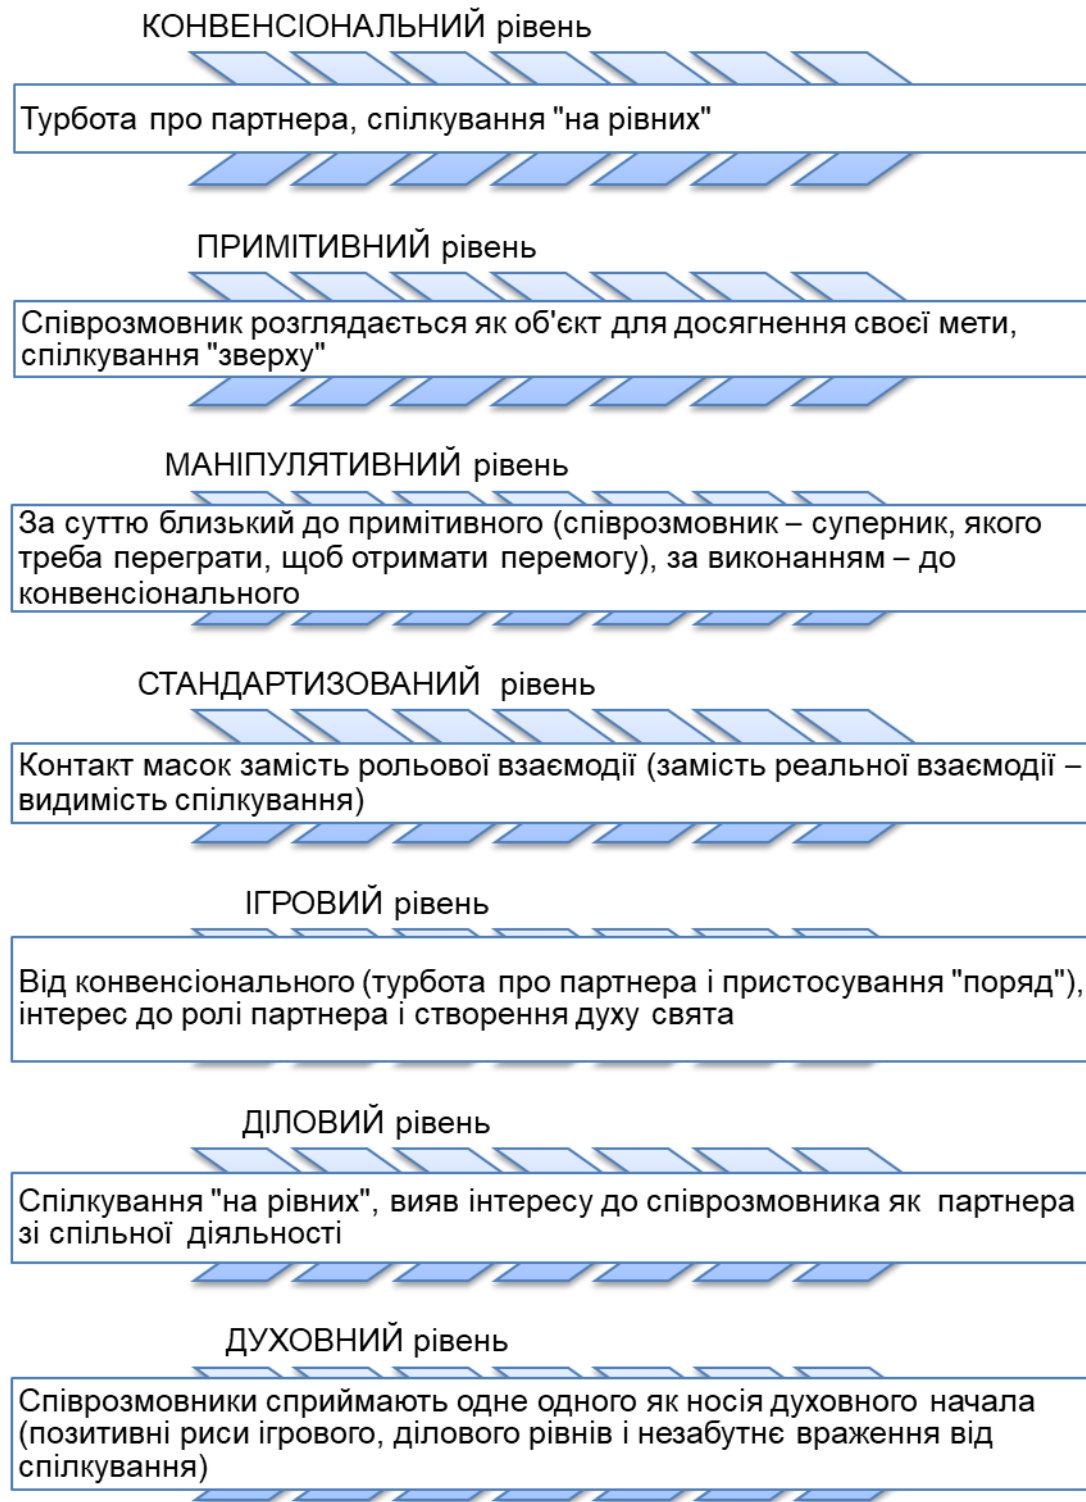 КОНВЕНСІОНАЛЬНИЙ рівень
Турбота про партнера, спілкування "на рівних"
ПРИМІТИВНИЙ рівень
Співрозмовник розглядається як об'єкт для досягнення своєї мети,
спілкування "зверху"
МАНІПУЛЯТИВНИЙ рівень
За суттю близький до примітивного (співрозмовник – суперник, якого
треба переграти, щоб отримати перемогу), за виконанням – до
конвенсіонального
СТАНДАРТИЗОВАНИЙ рівень
Контакт масок замість рольової взаємодії (замість реальної взаємодії –
видимість спілкування)
ІГРОВИЙ рівень
Від конвенсіонального (турбота про партнера і пристосування "поряд"),
інтерес до ролі партнера і створення духу свята
ДІЛОВИЙ рівень
Спілкування "на рівних", вияв інтересу до співрозмовника як партнера
зі спільної діяльності
ДУХОВНИЙ рівень
Співрозмовники сприймають одне одного як носія духовного начала
(позитивні риси ігрового, ділового рівнів і незабутнє враження від
спілкування)